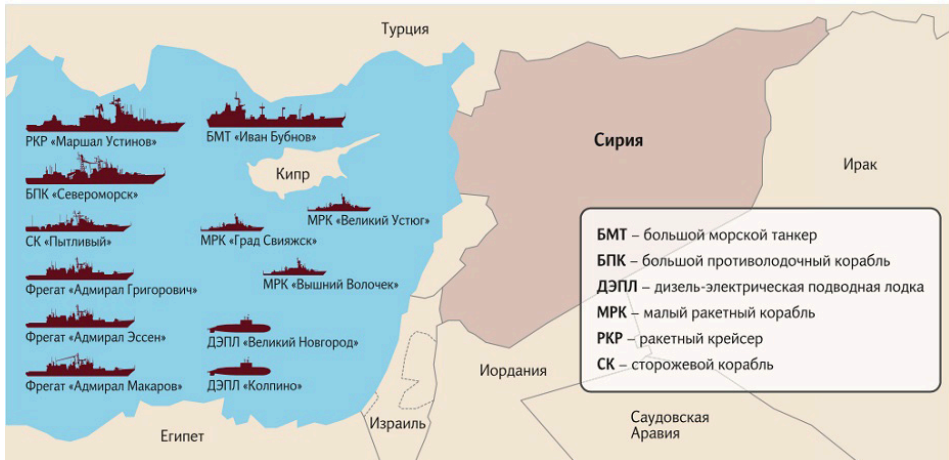 Турция
РКР «Маршал Устинов»
БМТ «Иван Бубнов»
Сирия
Кипр
Ирак
БПК «Североморск»
МРК «Великий Устюг»
СК «Пытливый»
МРК «Град Свияжск»
Фрегат «Адмирал Григорович»
МРК «Вышний Волочек»
Фрегат «Адмирал Эссен»
ДЭПЛ «Великий Новгород»
Фрегат «Адмирал Макаров»
ДЭПЛ «Колпино»
БМТ – большой морской танкер
БПК – большой противолодочный корабль
ДЭПЛ – дизель-электрическая подводная лодка
МРК – малый ракетный корабль
РКР – ракетный крейсер
СК – сторожевой корабль
Иордания
Египет
Израиль
Саудовская
Аравия